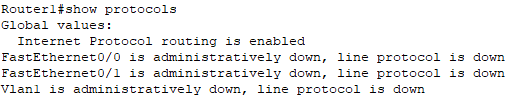 Router1#show protocols
Global values:
  Internet Protocol routing is enabled
FastEthernet0/0 is administratively down, line protocol is down
FastEthernet0/1 is administratively down, line protocol is down
Vlan1 is administratively down, line protocol is down